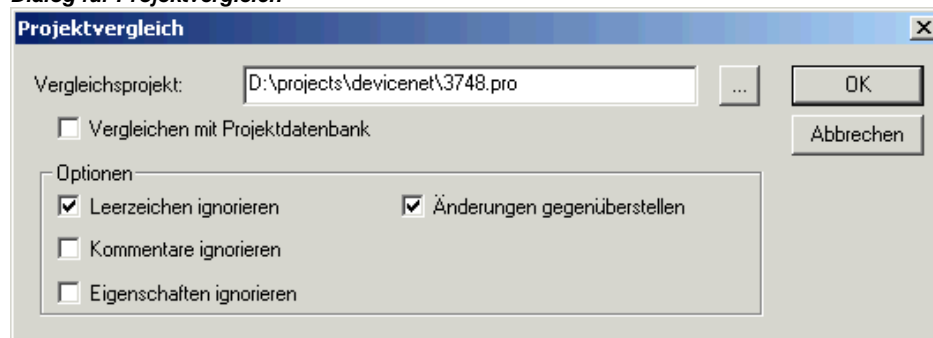 Dialog für Projektvergleich
Projektvergleich
Vergleichsprojekt: D:\projects\devicenet\3748.pro ... OK
Vergleichen mit Projektdatenbank Abbrechen
Optionen
Leerzeichen ignorieren Änderungen gegenüberstellen
Kommentare ignorieren
Eigenschaften ignorieren